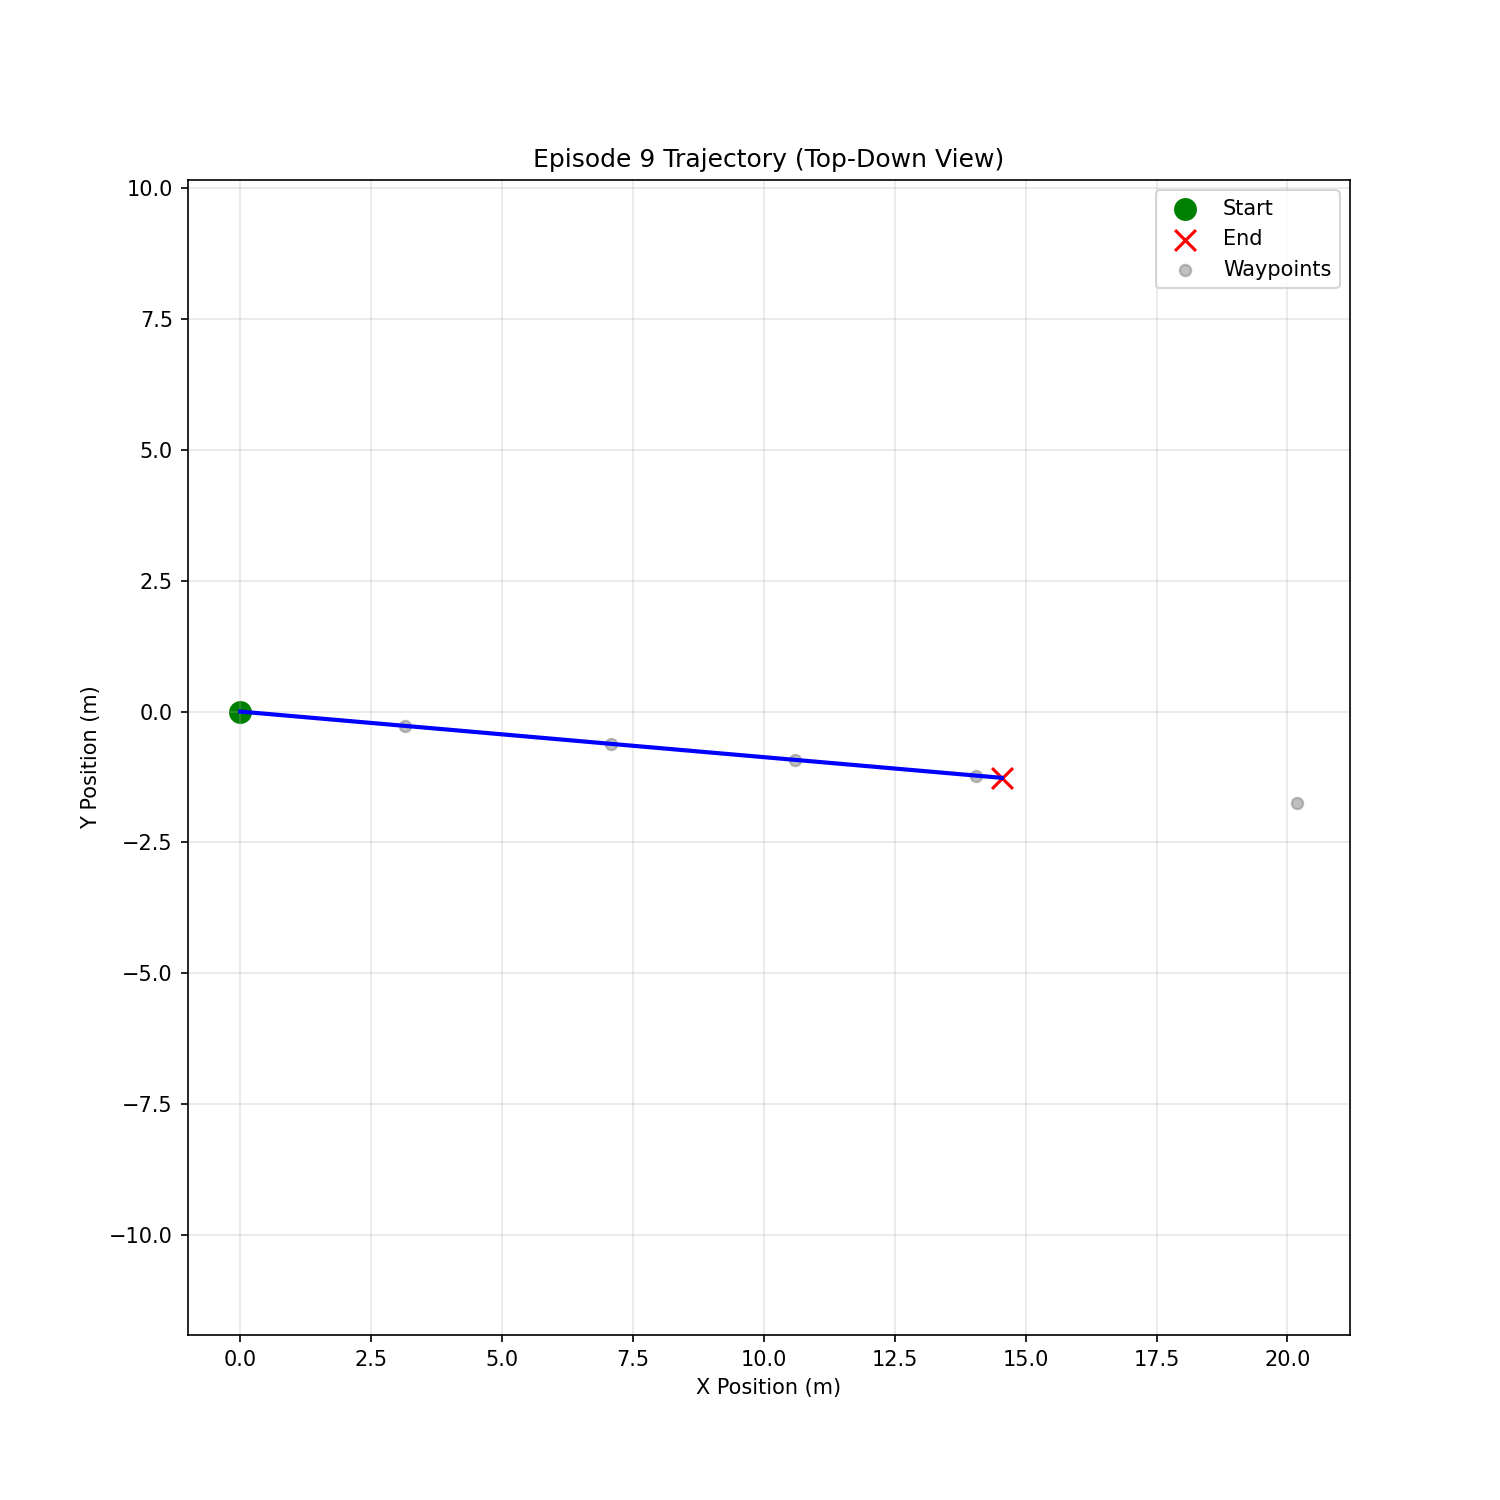 Episode 9 Trajectory (Top-Down View)
Start
End
Waypoints
10.0
7.5
5.0
2.5
0.0
−2.5
−5.0
−7.5
−10.0
Y Position (m)
0.0 2.5 5.0 7.5 10.0 12.5 15.0 17.5 20.0
X Position (m)